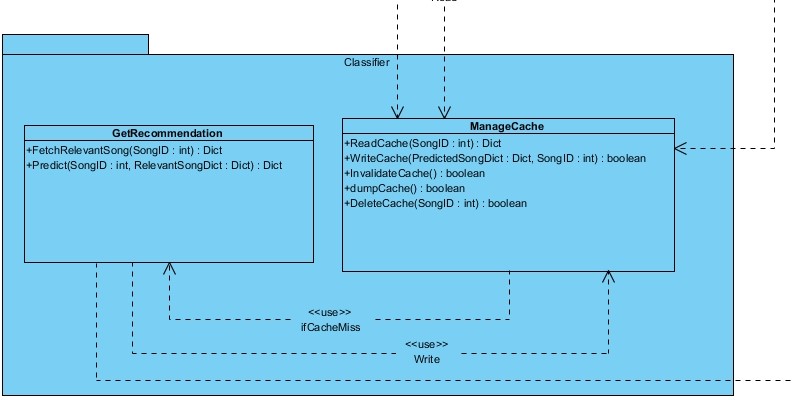 Classifier
GetRecommendation
+FetchRelevantSong(SongID : int) : Dict
+Predict(SongID : int, RelevantSongDict : Dict) : Dict
ManageCache
+ReadCache(SongID : int) : Dict
+WriteCache(PredictedSongDict : Dict, SongID : int) : boolean
+InvalidateCache() : boolean
+dumpCache() : boolean
+DeleteCache(SongID : int) : boolean
<<use>>
ifCacheMiss
<<use>>
Write